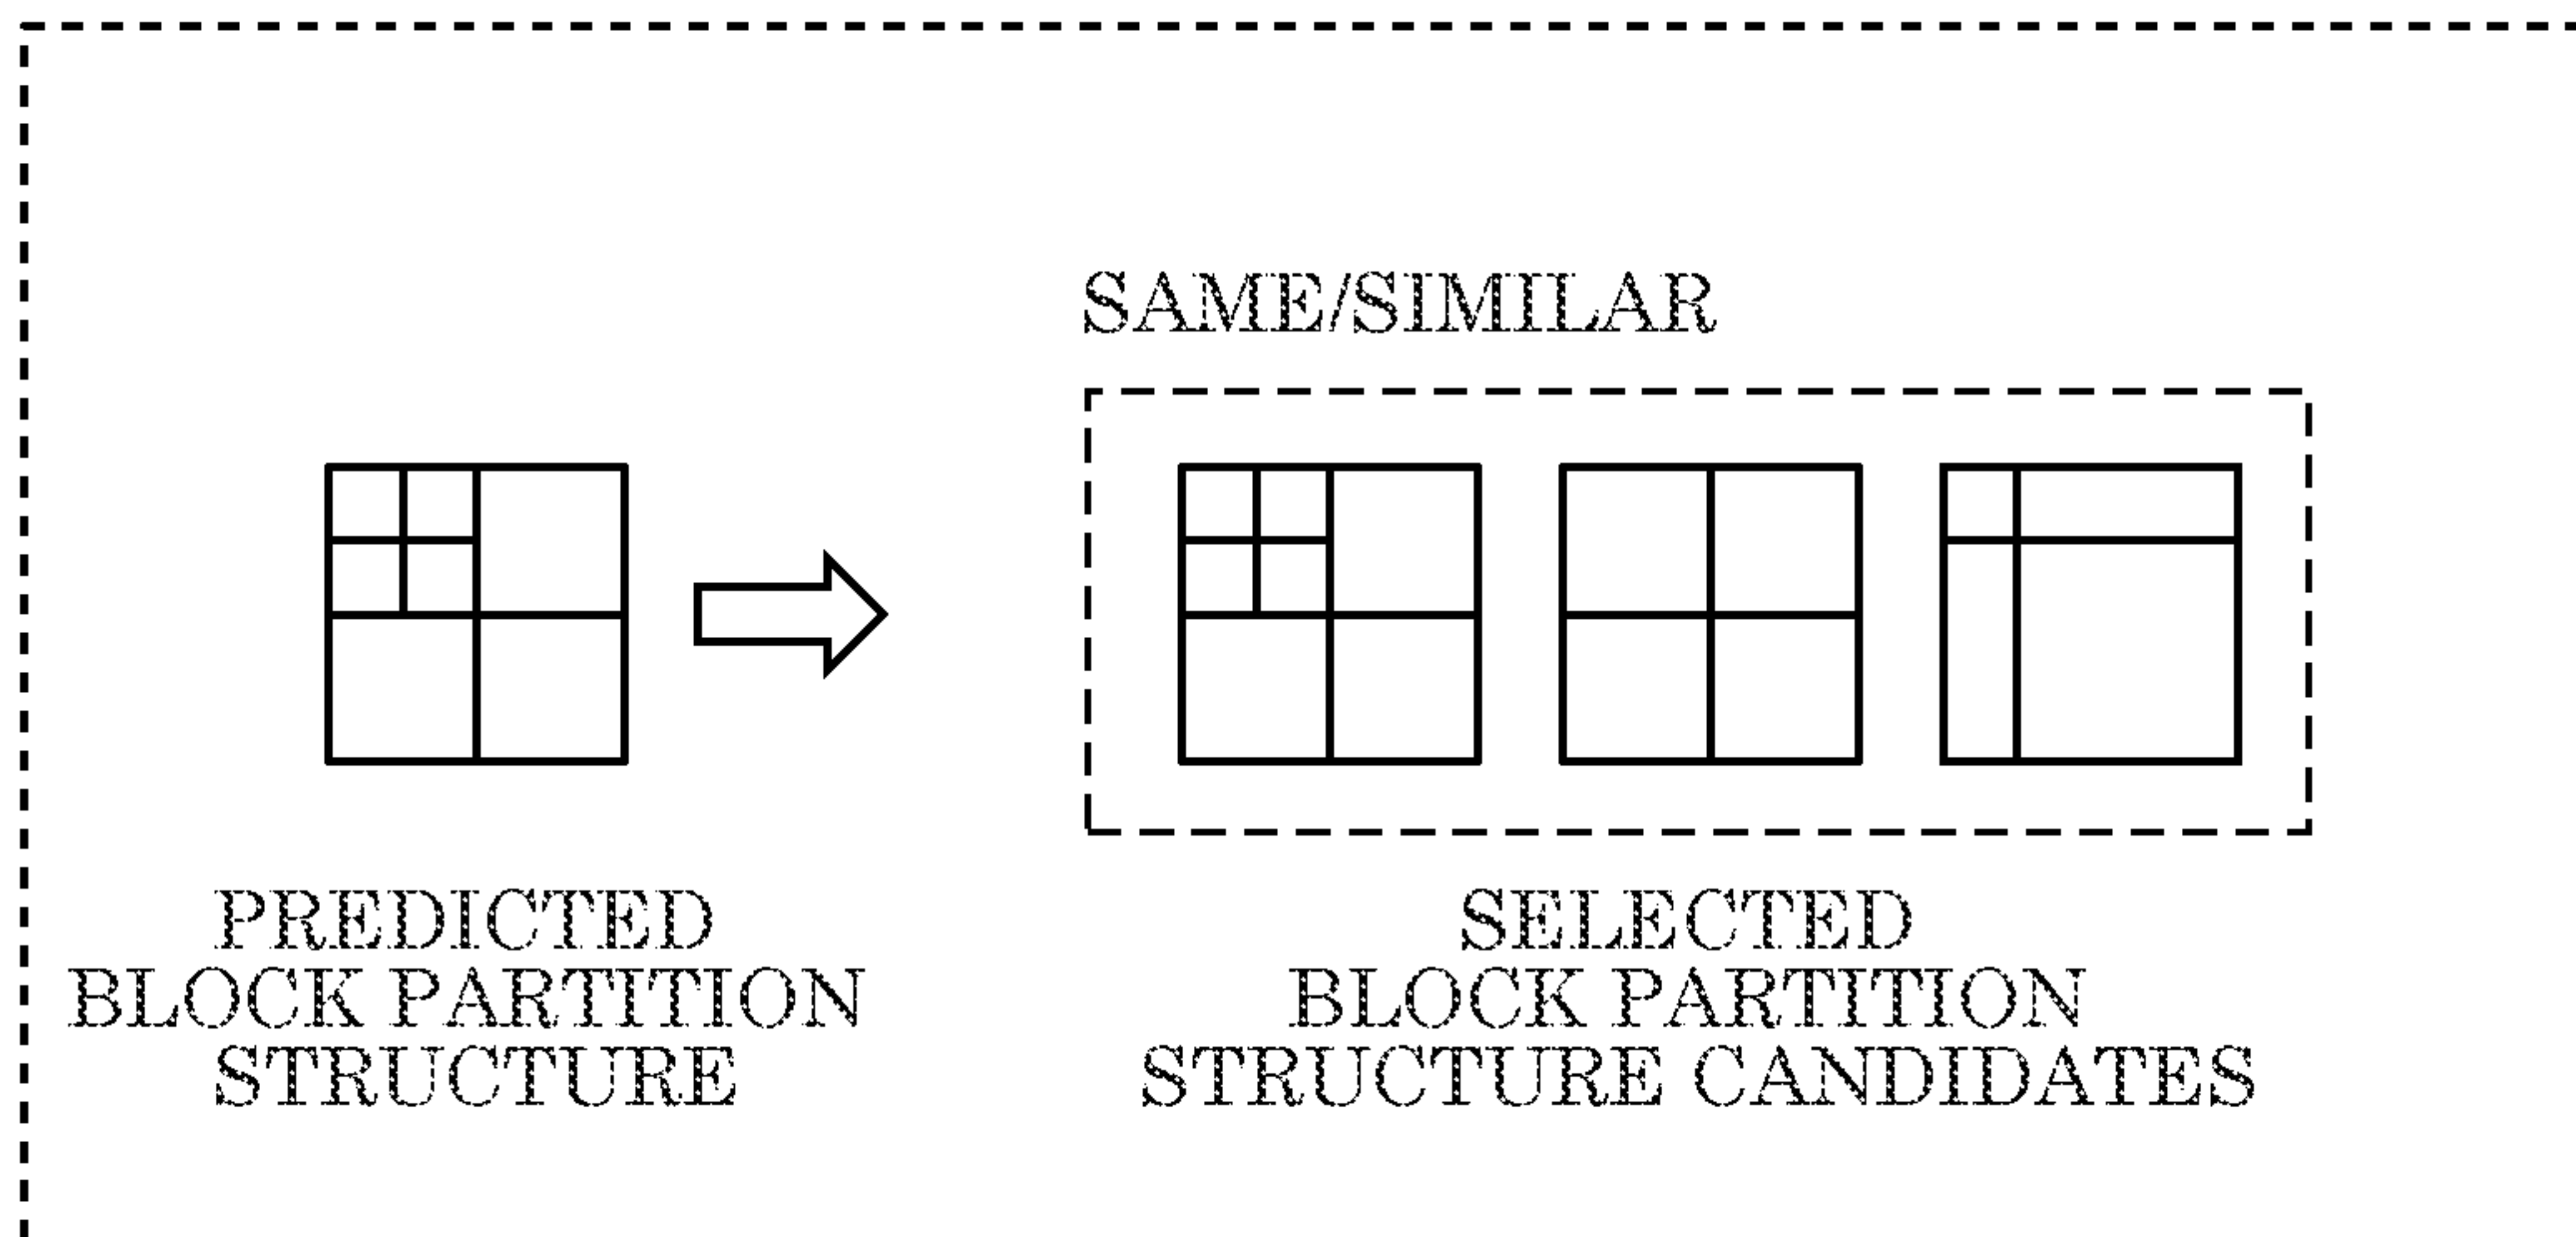 SAME/SIMILAR
PREDICTED
BLOCK PARTITION
STRUCTURE
SELECTED
BLOCK PARTITION
STRUCTURE CANDIDATES